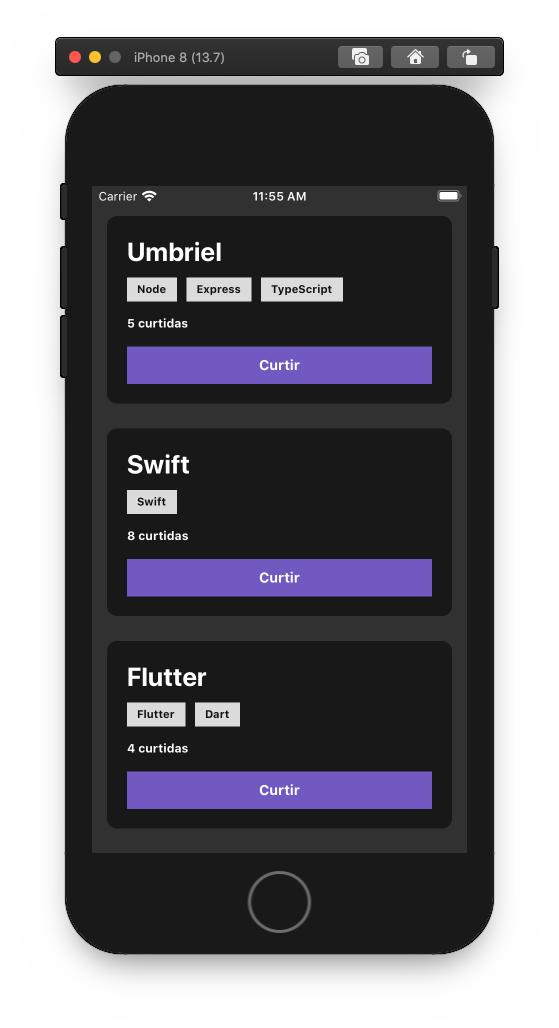 iPhone 8 (13.7)
Carrier 11:55 AM
Umbriel
Node Express TypeScript
5 curtidas
Curtir
Swift
Swift
8 curtidas
Curtir
Flutter
Flutter Dart
4 curtidas
Curtir